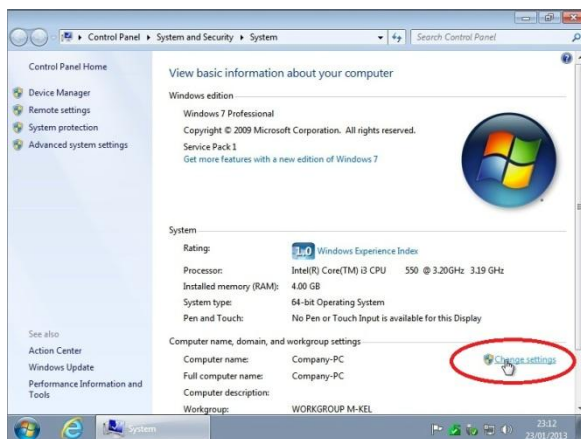 Control Panel ▸ System and Security ▸ System
Search Control Panel
Control Panel Home
Device Manager
Remote settings
System protection
Advanced system settings
See also
Action Center
Windows Update
Performance Information and
Tools
View basic information about your computer
Windows edition
Windows 7 Professional
Copyright © 2009 Microsoft Corporation. All rights reserved.
Service Pack 1
Get more features with a new edition of Windows 7
System
Rating: 1.0 Windows Experience Index
Processor: Intel(R) Core(TM) i3 CPU 550 @ 3.20GHz 3.19 GHz
Installed memory (RAM): 4.00 GB
System type: 64-bit Operating System
Pen and Touch: No Pen or Touch Input is available for this Display
Computer name, domain, and workgroup settings
Computer name: Company-PC Change settings
Full computer name: Company-PC
Computer description:
Workgroup: WORKGROUP M-KEL
System
23:12
23/01/2013